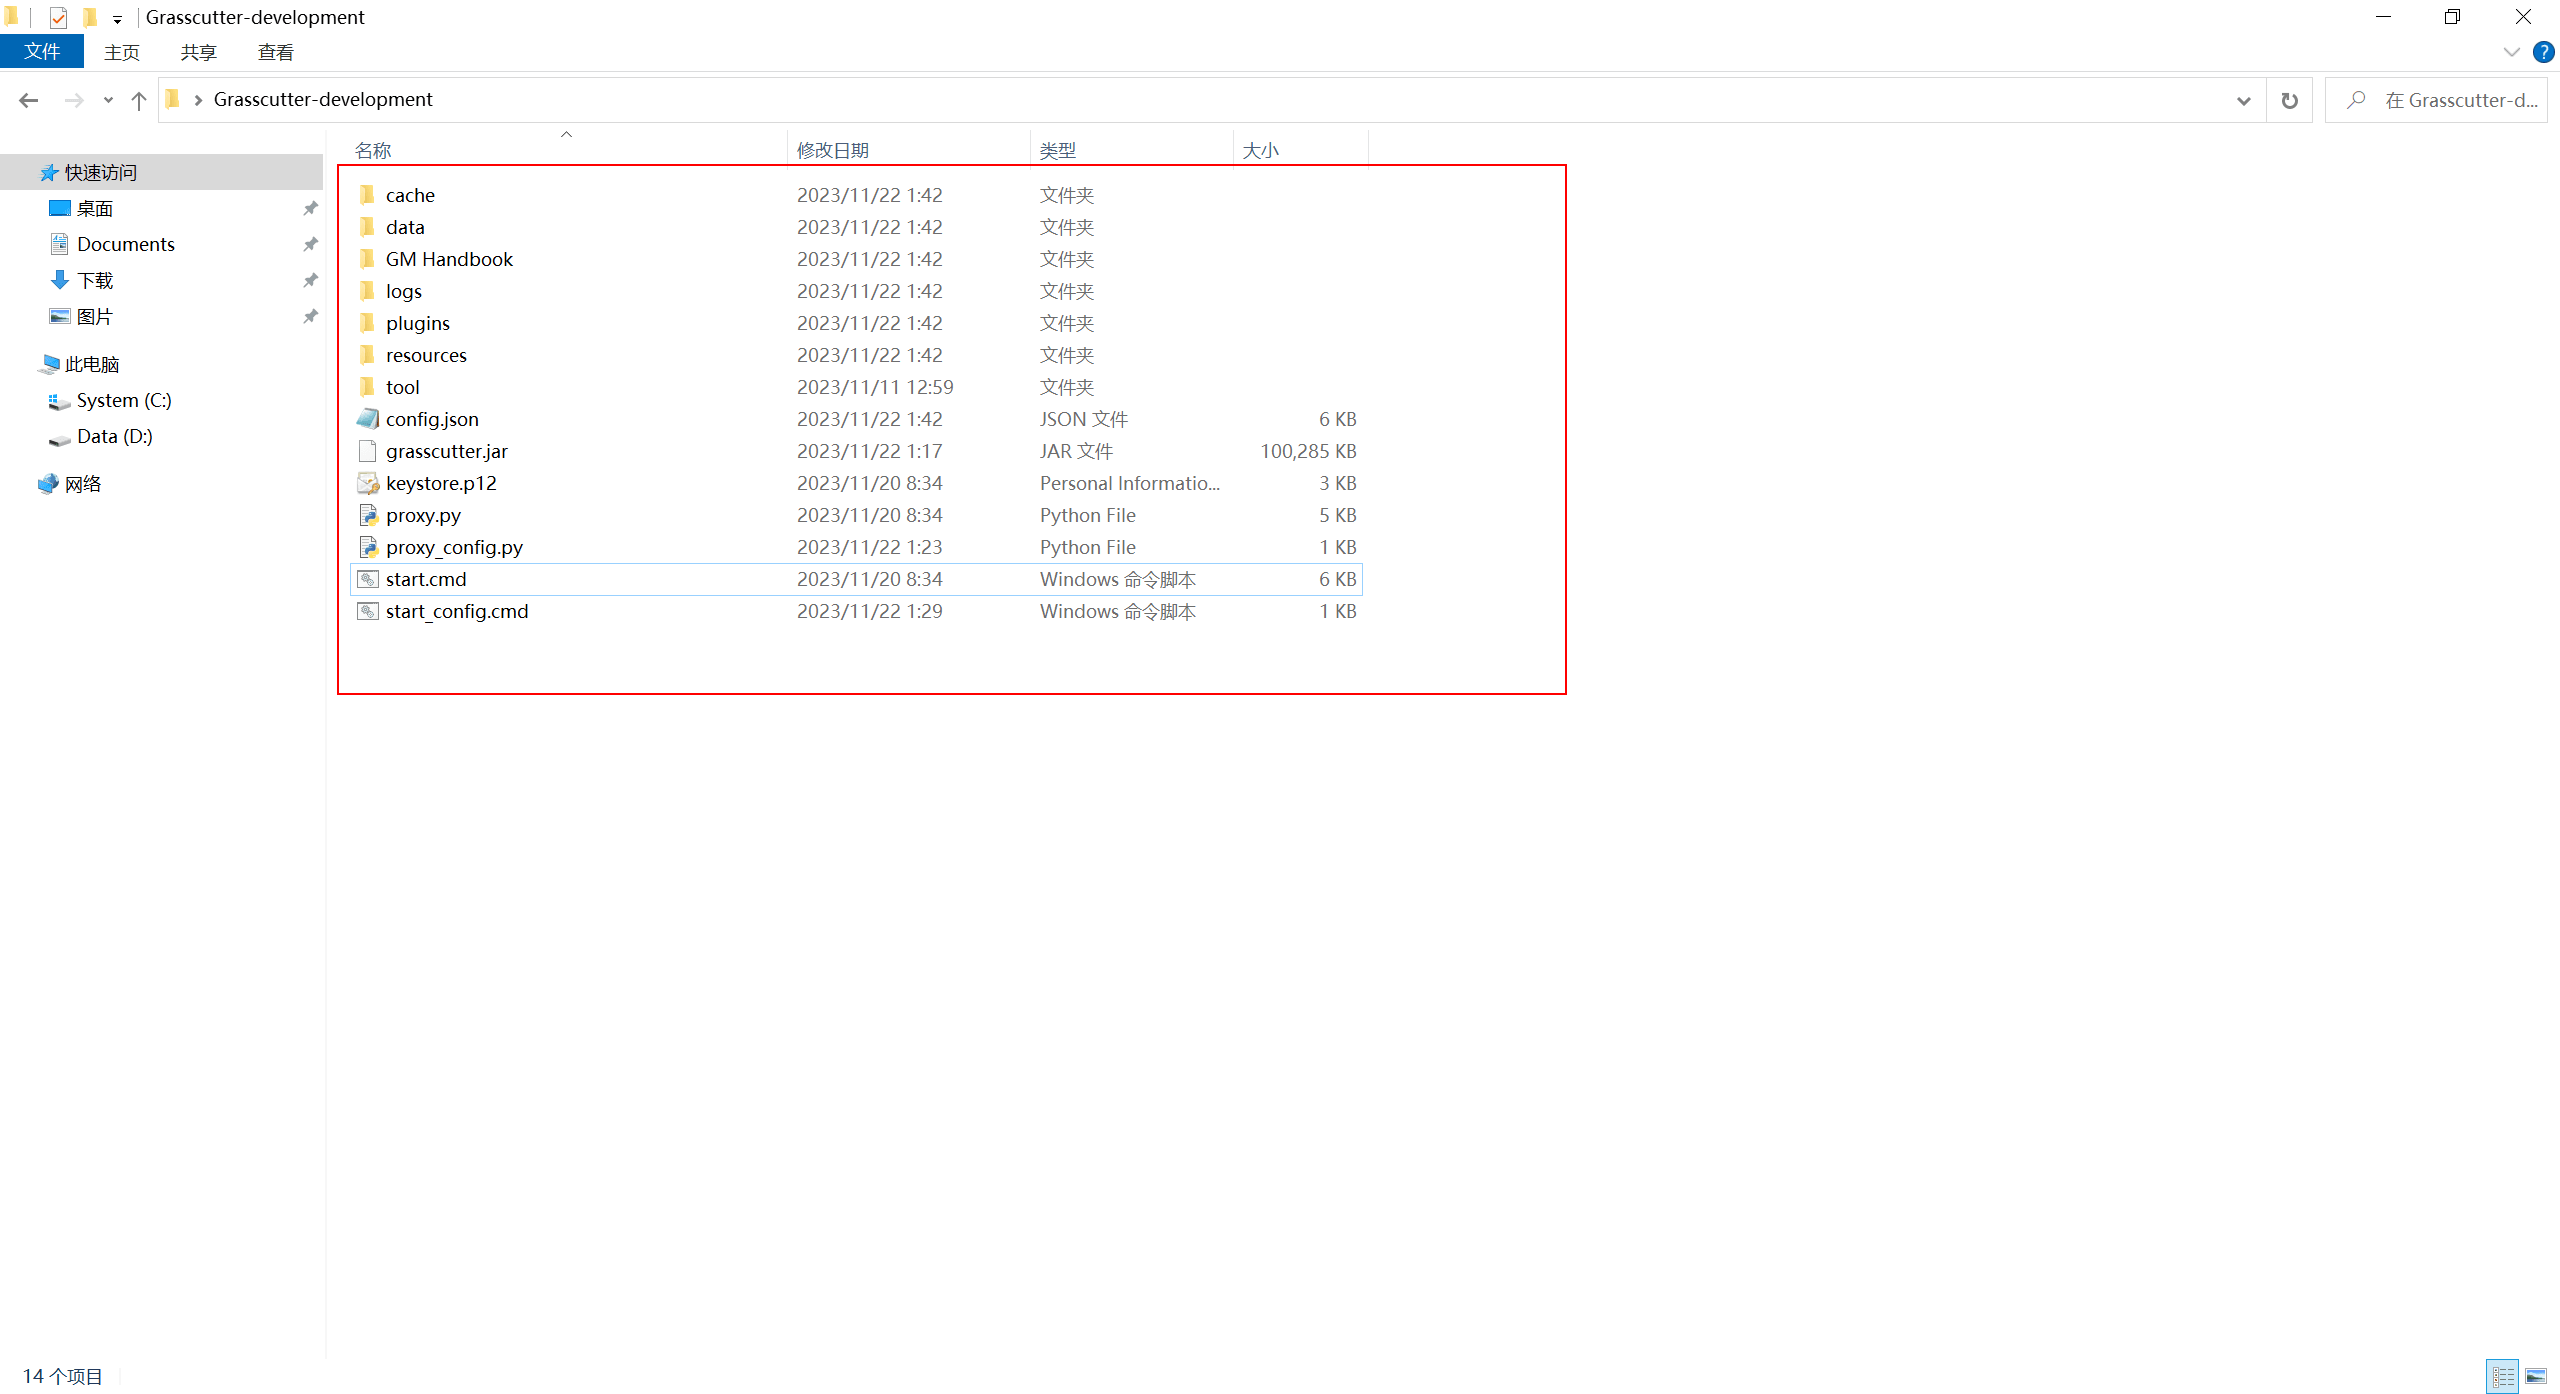 Grasscutter-development
文件 主页 共享 查看
Grasscutter-development
在 Grasscutter-d...
名称 修改日期 类型 大小
快速访问
桌面
Documents
下载
图片
此电脑
System (C:)
Data (D:)
网络
cache 2023/11/22 1:42 文件夹
data 2023/11/22 1:42 文件夹
GM Handbook 2023/11/22 1:42 文件夹
logs 2023/11/22 1:42 文件夹
plugins 2023/11/22 1:42 文件夹
resources 2023/11/22 1:42 文件夹
tool 2023/11/11 12:59 文件夹
config.json 2023/11/22 1:42 JSON 文件 6 KB
grasscutter.jar 2023/11/22 1:17 JAR 文件 100,285 KB
keystore.p12 2023/11/20 8:34 Personal Informatio... 3 KB
proxy.py 2023/11/20 8:34 Python File 5 KB
proxy_config.py 2023/11/22 1:23 Python File 1 KB
start.cmd 2023/11/20 8:34 Windows 命令脚本 6 KB
start_config.cmd 2023/11/22 1:29 Windows 命令脚本 1 KB
14 个项目